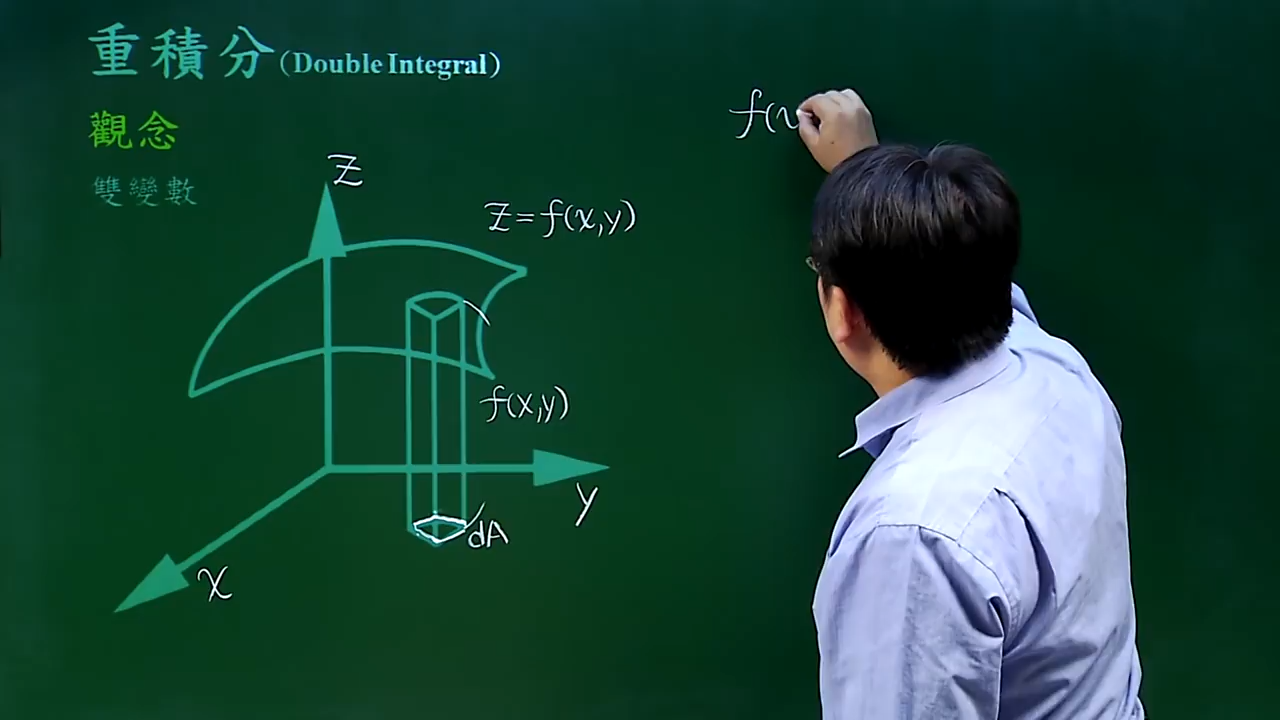 重積分(Double Integral)
觀念
雙變數
z
z=f(x,y)
f(x,y)
y
dA
x
f(x